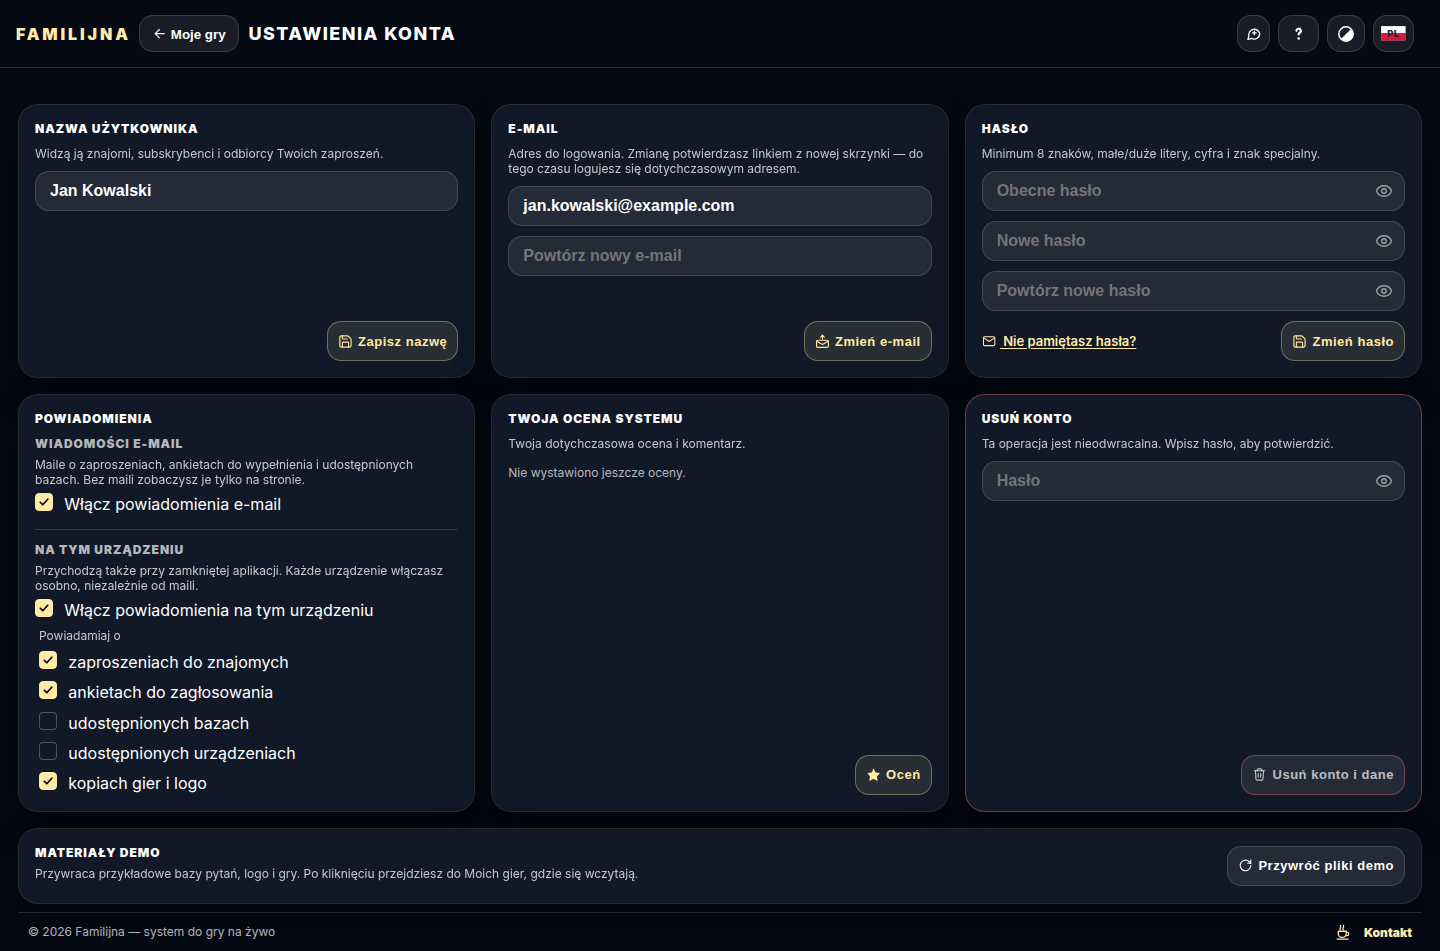 FAMILIJNA
← Moje gry
USTAWIENIA KONTA
?
PL
NAZWA UŻYTKOWNIKA
Widzą ją znajomi, subskrybenci i odbiorcy Twoich zaproszeń.
Jan Kowalski
Zapisz nazwę
E-MAIL
Adres do logowania. Zmianę potwierdzasz linkiem z nowej skrzynki — do
tego czasu logujesz się dotychczasowym adresem.
jan.kowalski@example.com
Powtórz nowy e-mail
Zmień e-mail
HASŁO
Minimum 8 znaków, małe/duże litery, cyfra i znak specjalny.
Obecne hasło
Nowe hasło
Powtórz nowe hasło
Nie pamiętasz hasła?
Zmień hasło
POWIADOMIENIA
WIADOMOŚCI E-MAIL
Maile o zaproszeniach, ankietach do wypełnienia i udostępnionych
bazach. Bez maili zobaczysz je tylko na stronie.
Włącz powiadomienia e-mail
NA TYM URZĄDZENIU
Przychodzą także przy zamkniętej aplikacji. Każde urządzenie włączasz
osobno, niezależnie od maili.
Włącz powiadomienia na tym urządzeniu
Powiadamiaj o
zaproszeniach do znajomych
ankietach do zagłosowania
udostępnionych bazach
udostępnionych urządzeniach
kopiach gier i logo
TWOJA OCENA SYSTEMU
Twoja dotychczasowa ocena i komentarz.
Nie wystawiono jeszcze oceny.
Oceń
USUŃ KONTO
Ta operacja jest nieodwracalna. Wpisz hasło, aby potwierdzić.
Hasło
Usuń konto i dane
MATERIAŁY DEMO
Przywraca przykładowe bazy pytań, logo i gry. Po kliknięciu przejdziesz do Moich gier, gdzie się wczytają.
Przywróć pliki demo
© 2026 Familijna — system do gry na żywo
Kontakt